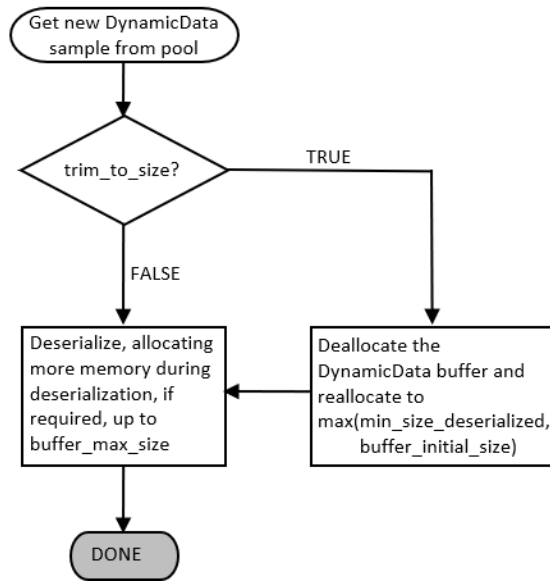 Get new DynamicData
sample from pool
trim_to_size?
TRUE
FALSE
Deserialize, allocating
more memory during
deserialization, if
required, up to
buffer_max_size
Deallocate the
DynamicData buffer and
reallocate to
max(min_size_deserialized,
buffer_initial_size)
DONE